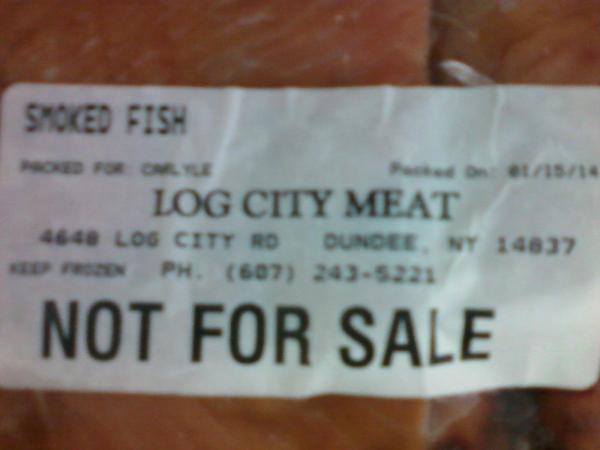 SMOKED FISH
PACKED FOR: CARLYLE Packed On: 01/15/14
LOG CITY MEAT
4648 LOG CITY RD DUNDEE, NY 14837
KEEP FROZEN PH. (607) 243-5221
NOT FOR SALE